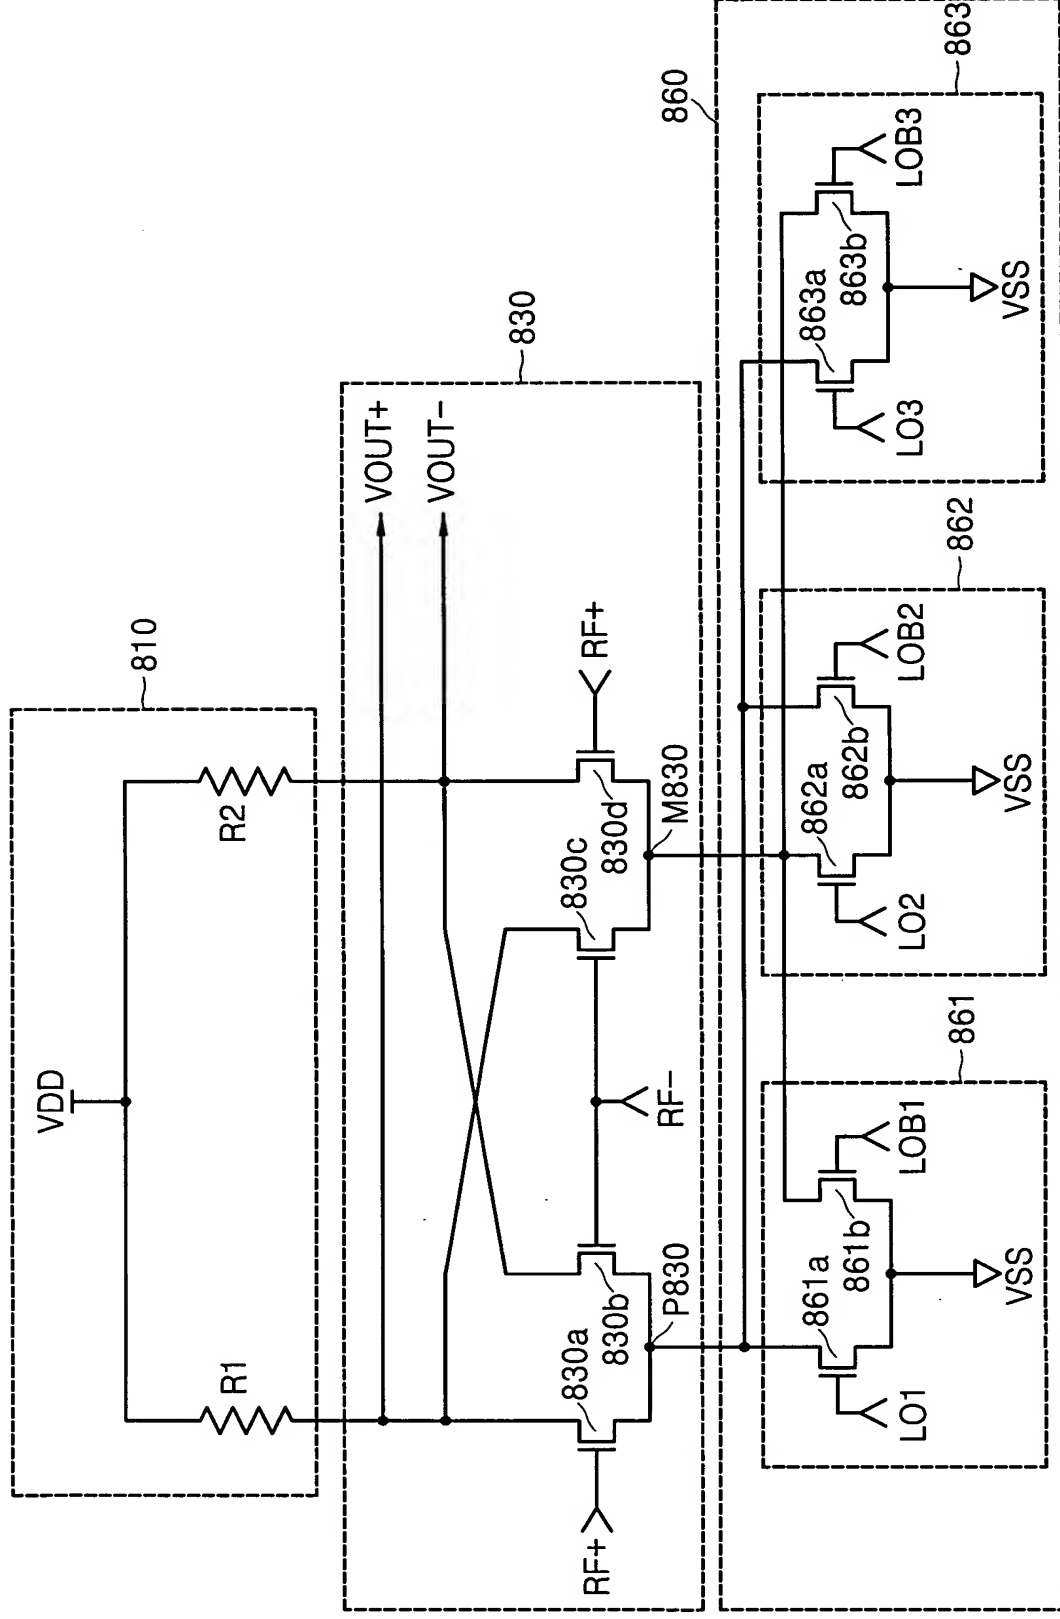 810
VDD
R1
R2
830
VOUT+
VOUT-
RF+
830a
830b
P830
RF-
830c
830d
M830
RF+
860
861
861a
861b
LO1
LOB1
VSS
862
862a
862b
LO2
LOB2
VSS
863
863a
863b
LO3
LOB3
VSS